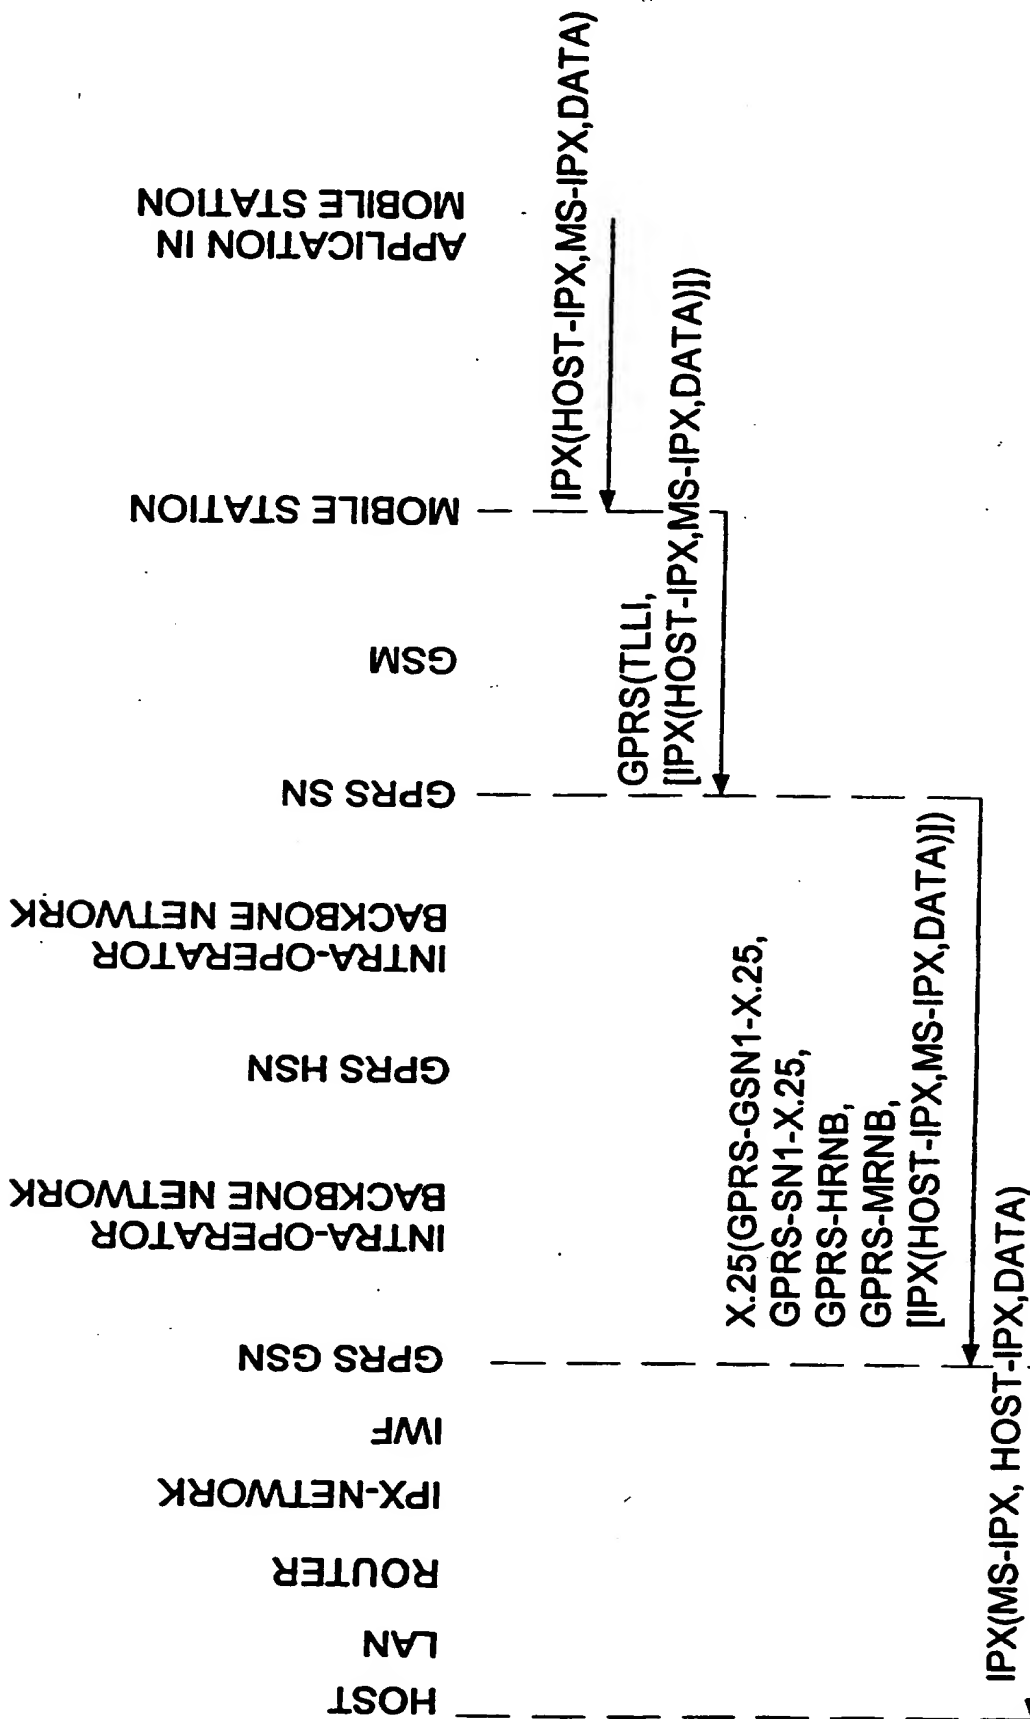 HOST
LAN
ROUTER
IPX-NETWORK
IWF
GPRS GSN
INTRA-OPERATOR
BACKBONE NETWORK
GPRS HSN
INTRA-OPERATOR
BACKBONE NETWORK
GPRS SN
GSM
MOBILE STATION
APPLICATION IN
MOBILE STATION
IPX(HOST-IPX,MS-IPX,DATA)
GPRS(TLLI,
[IPX(HOST-IPX,MS-IPX,DATA)])
X.25(GPRS-GSN1-X.25,
GPRS-SN1-X.25,
GPRS-HRNB,
GPRS-MRNB,
[IPX(HOST-IPX,MS-IPX,DATA)])
IPX(MS-IPX, HOST-IPX,DATA)